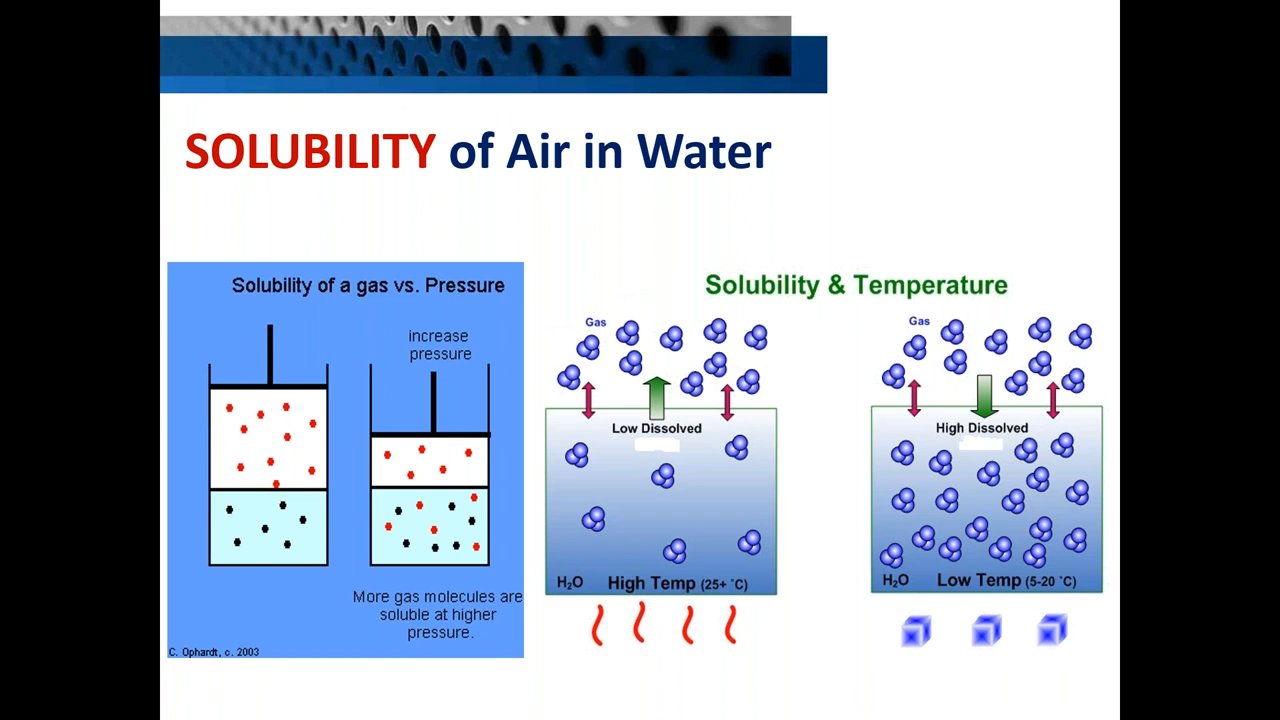 SOLUBILITY of Air in Water
Solubility of a gas vs. Pressure
increase
pressure
More gas molecules are
soluble at higher
pressure.
C. Ophardt, c. 2003
Solubility & Temperature
Gas
Low Dissolved
H₂O High Temp (25+ ˚C)
Gas
High Dissolved
H₂O Low Temp (5-20 ˚C)